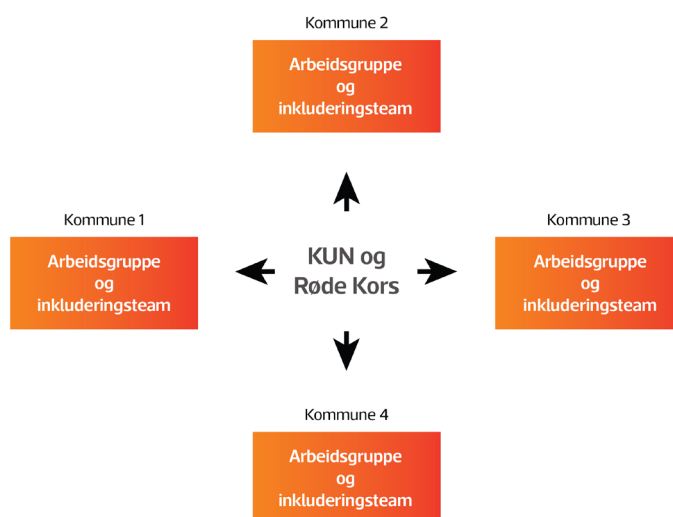 Kommune 2
Arbeidsgruppe
og
inkluderingsteam
Kommune 1
Arbeidsgruppe
og
inkluderingsteam
KUN og
Røde Kors
Kommune 3
Arbeidsgruppe
og
inkluderingsteam
Kommune 4
Arbeidsgruppe
og
inkluderingsteam